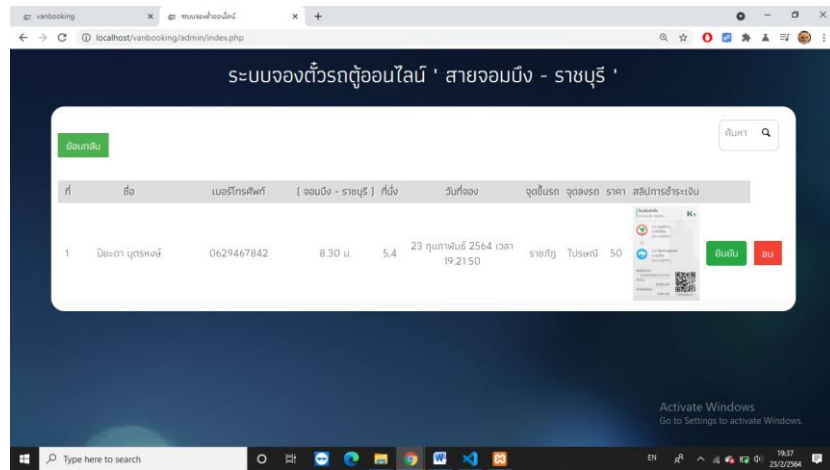 vanbooking
ระบบจองตั๋วออนไลน์
localhost/vanbooking/admin/index.php
ระบบจองตั๋วรถตู้ออนไลน์ ' สายจอมบึง - ราชบุรี '
ย้อนกลับ
ค้นหา
ที่ ชื่อ เบอร์โทรศัพท์ [ จอมบึง - ราชบุรี ] ที่นั่ง วันที่จอง จุดขึ้นรถ จุดลงรถ ราคา สลิปการชำระเงิน
1 ปิยะดา บุตรหงษ์ 0629467842 8.30 น. 5,4 23 กุมภาพันธ์ 2564 เวลา 19:21:50 ราชภัฏ ไปรษณี 50 K+ ยืนยัน ลบ
Activate Windows
Go to Settings to activate Windows.
Type here to search
EN
19:37
23/2/2564